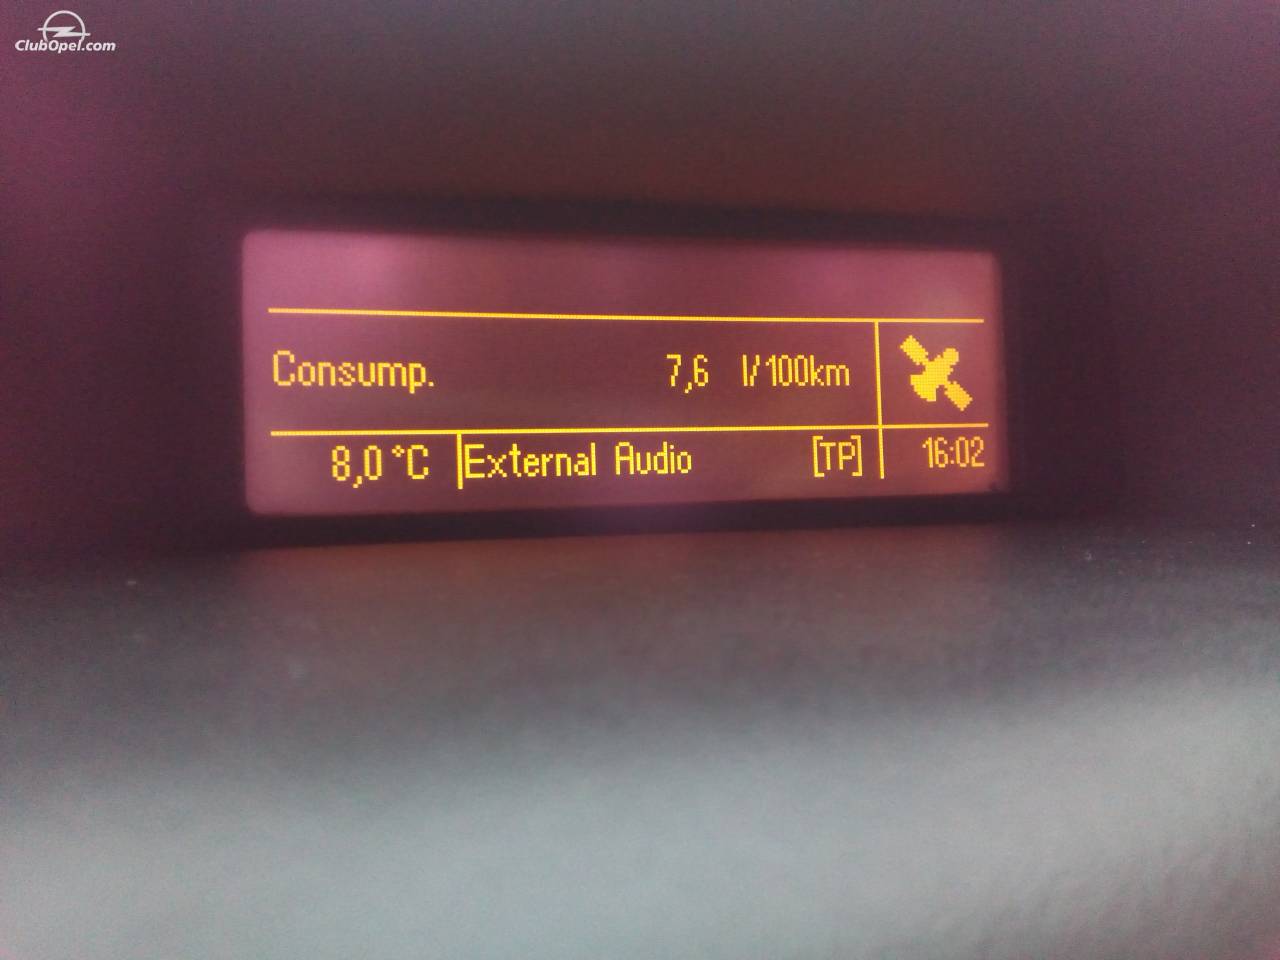 ClubOpel.com
Consump. 7,6 l/100km
8,0 °C External Audio [TP] 16:02